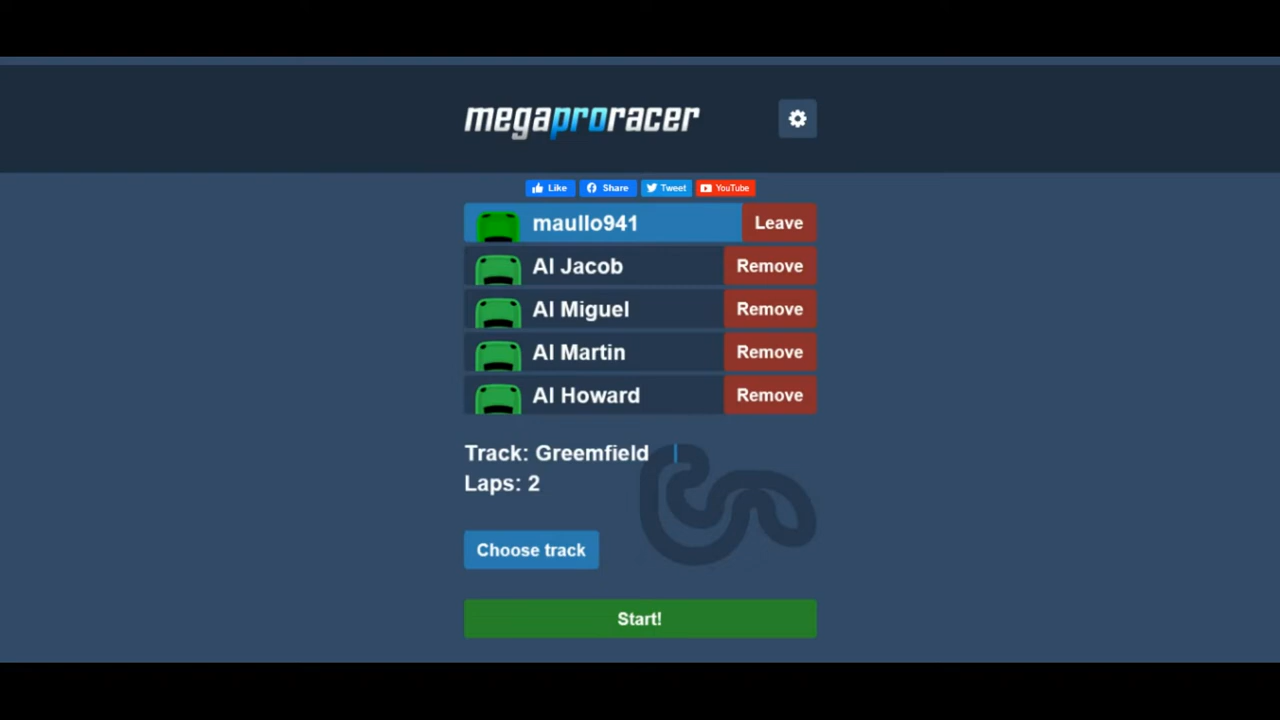 megaproracer
Like Share Tweet YouTube
maullo941 Leave
AI Jacob Remove
AI Miguel Remove
AI Martin Remove
AI Howard Remove
Track: Greemfield
Laps: 2
Choose track
Start!